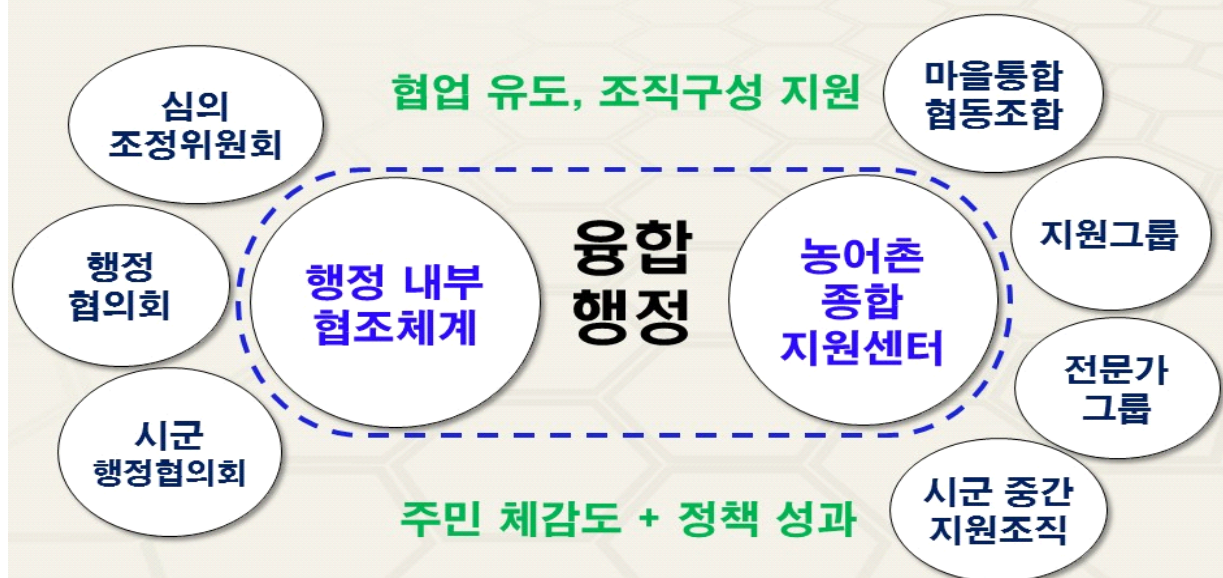 협업 유도, 조직구성 지원
심의
조정위원회
행정
협의회
시군
행정협의회
행정 내부
협조체계
융합
행정
농어촌
종합
지원센터
마을통합
협동조합
지원그룹
전문가
그룹
시군 중간
지원조직
주민 체감도 + 정책 성과